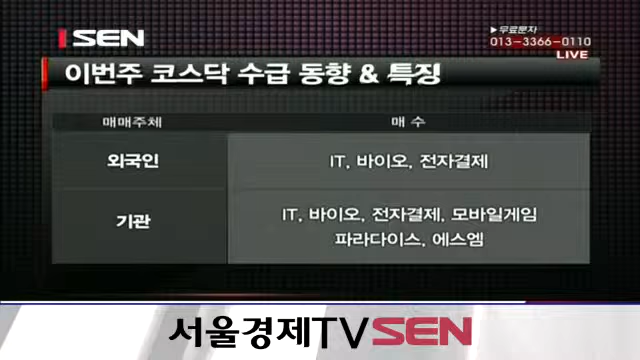 SEN
▶무료문자
013-3366-0110
LIVE
이번주 코스닥 수급 동향 & 특징
매매주체 매 수
외국인 IT, 바이오, 전자결제
기관 IT, 바이오, 전자결제, 모바일게임
파라다이스, 에스엠
서울경제TV SEN